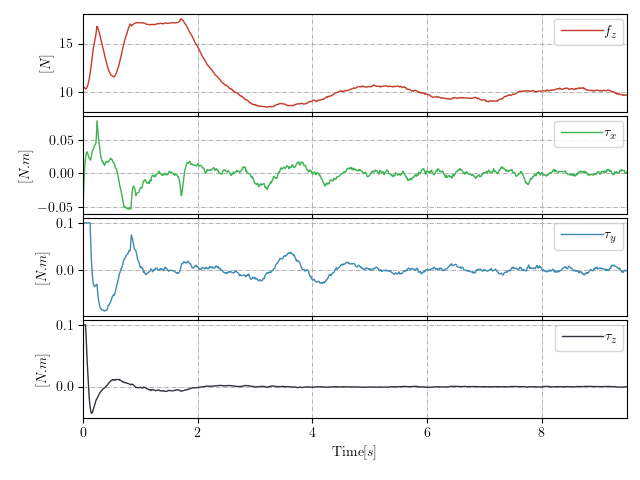 15
10
[N]
f_z
0.05
0.00
−0.05
[N.m]
τ_x
0.1
0.0
[N.m]
τ_y
0.1
0.0
[N.m]
τ_z
0 2 4 6 8
Time[s]